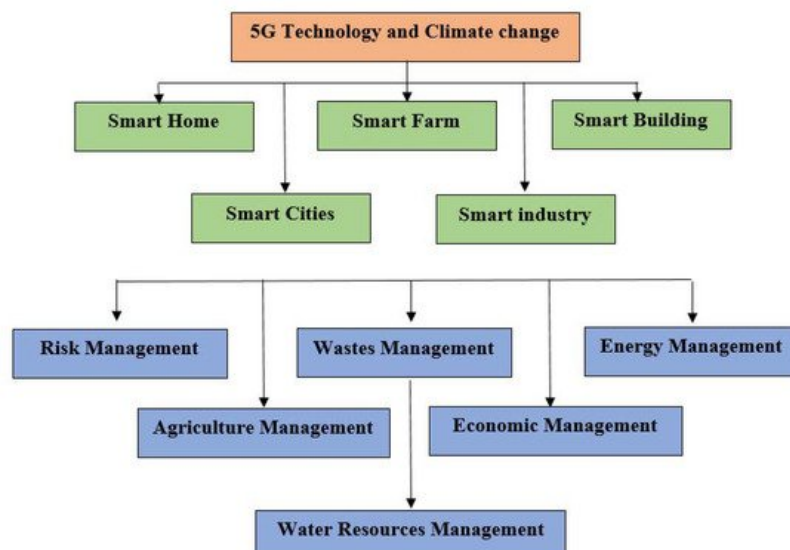 5G Technology and Climate change
Smart Home
Smart Farm
Smart Building
Smart Cities
Smart industry
Risk Management
Wastes Management
Energy Management
Agriculture Management
Economic Management
Water Resources Management